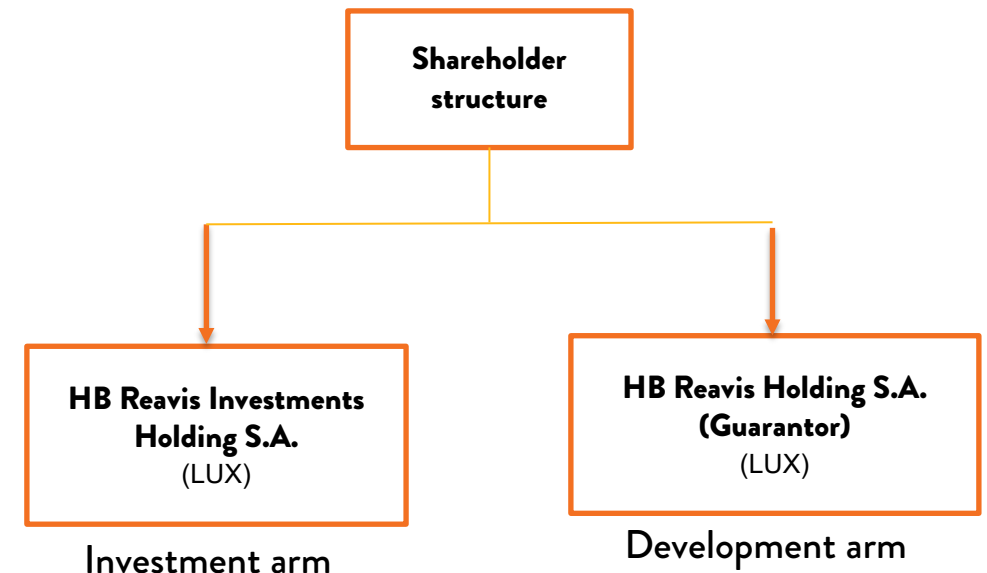 Shareholder
structure
HB Reavis Investments
Holding S.A.
(LUX)
Investment arm
HB Reavis Holding S.A.
(Guarantor)
(LUX)
Development arm